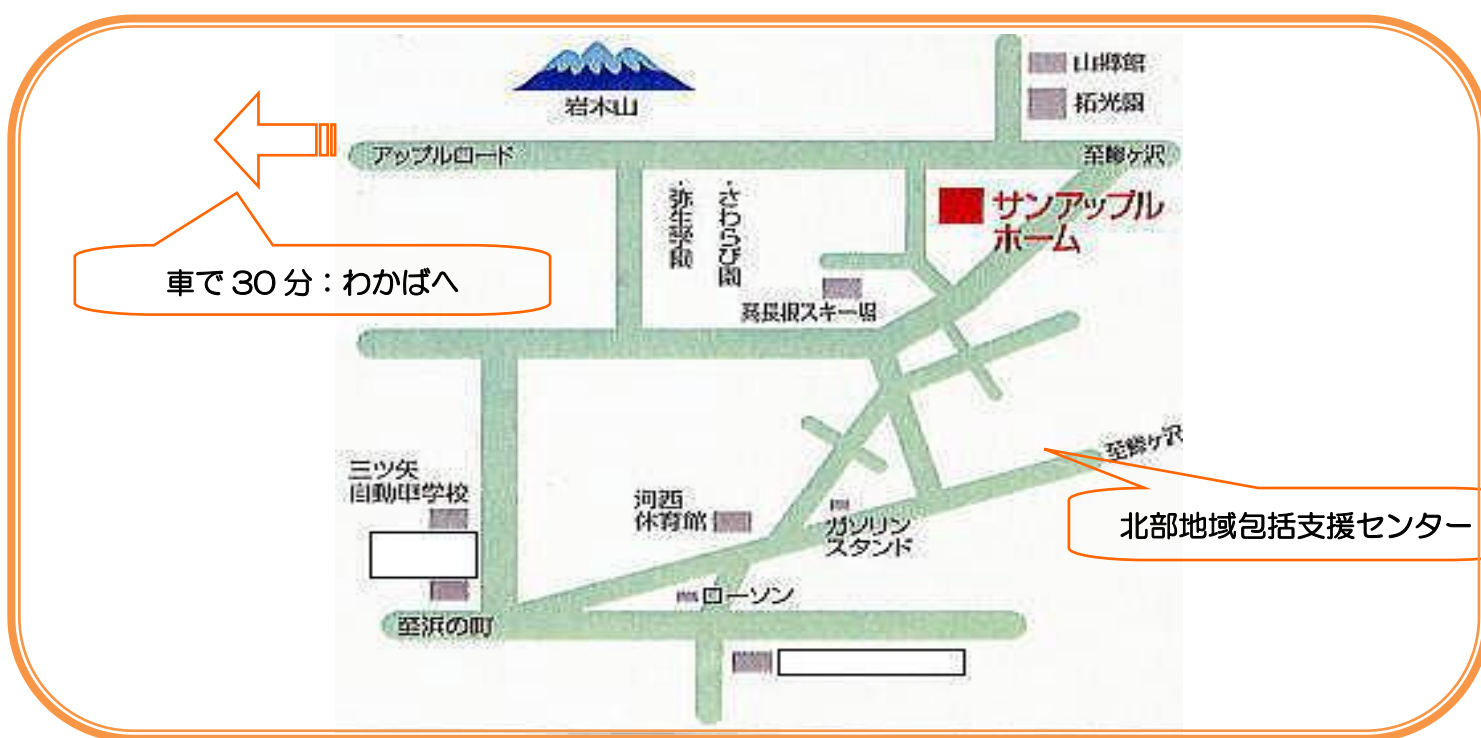 岩木山
山郷館
拓光園
アップルロード
至鰺ヶ沢
サンアップル
ホーム
・弥生学園
・さわらび園
車で30分：わかばへ
高長根スキー場
三ツ矢
自動車学校
河西
体育館
ガソリン
スタンド
至鰺ヶ沢
北部地域包括支援センター
ローソン
至浜の町